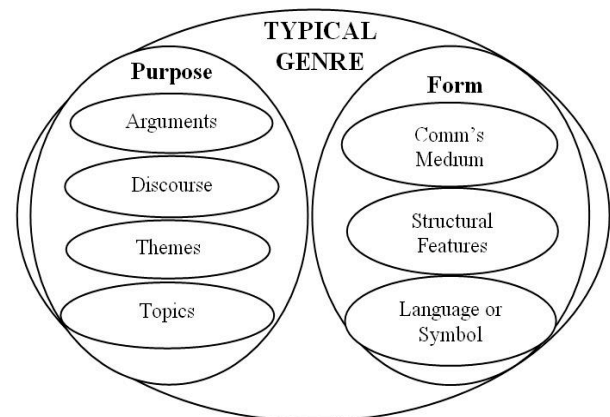 TYPICAL
GENRE
Purpose
Arguments
Discourse
Themes
Topics
Form
Comm's
Medium
Structural
Features
Language or
Symbol